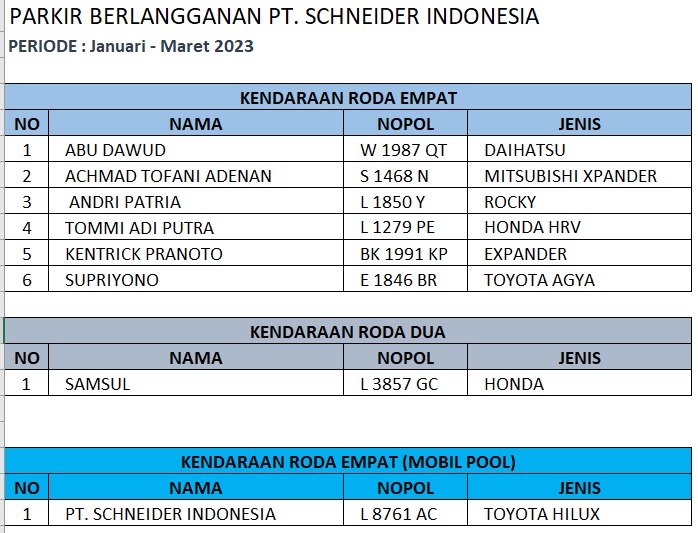 PARKIR BERLANGGANAN PT. SCHNEIDER INDONESIA
PERIODE : Januari - Maret 2023
KENDARAAN RODA EMPAT
NO NAMA NOPOL JENIS
1 ABU DAWUD W 1987 QT DAIHATSU
2 ACHMAD TOFANI ADENAN S 1468 N MITSUBISHI XPANDER
3 ANDRI PATRIA L 1850 Y ROCKY
4 TOMMI ADI PUTRA L 1279 PE HONDA HRV
5 KENTRICK PRANOTO BK 1991 KP EXPANDER
6 SUPRIYONO E 1846 BR TOYOTA AGYA
KENDARAAN RODA DUA
NO NAMA NOPOL JENIS
1 SAMSUL L 3857 GC HONDA
KENDARAAN RODA EMPAT (MOBIL POOL)
NO NAMA NOPOL JENIS
1 PT. SCHNEIDER INDONESIA L 8761 AC TOYOTA HILUX